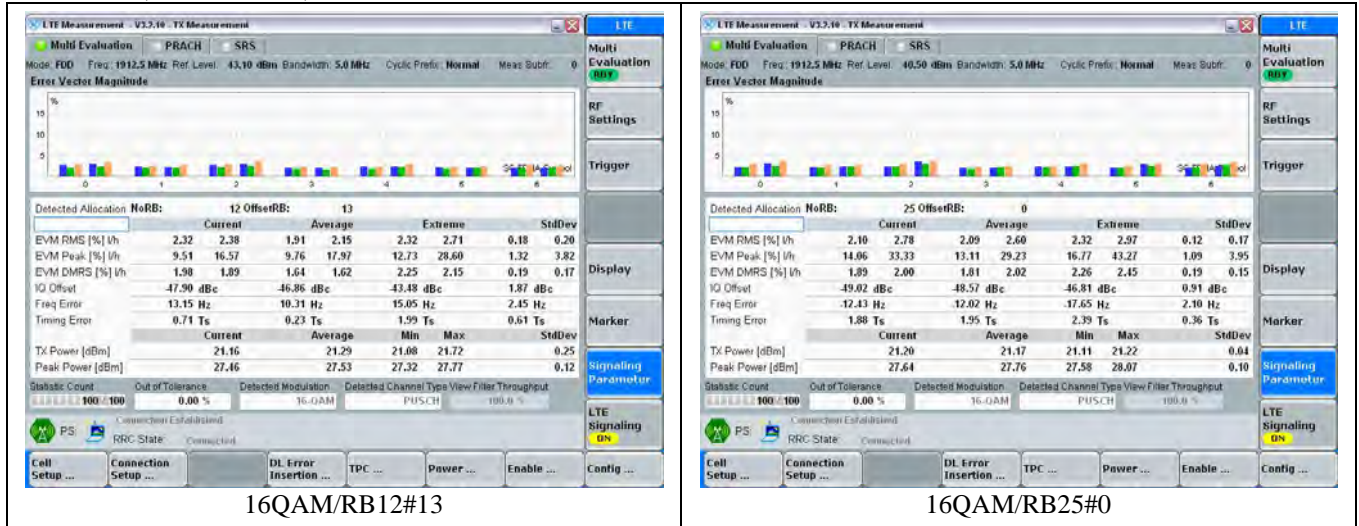 LTE Measurement - V3.2.10 - TX Measurement
LTE
Multi Evaluation PRACH SRS
Multi Evaluation
RDY
Mode: FDD Freq.: 1912.5 MHz Ref. Level: 43.10 dBm Bandwidth: 5.0 MHz Cyclic Prefix: Normal Meas Subfr.: 0
Error Vector Magnitude
%
15
10
5
0 1 2 3 4 5 6
RF Settings
Trigger
Detected Allocation NoRB: 12 OffsetRB: 13
Current Average Extreme StdDev
EVM RMS [%] l/h 2.32 2.38 1.91 2.15 2.32 2.71 0.18 0.20
EVM Peak [%] l/h 9.51 16.57 9.76 17.97 12.73 28.60 1.32 3.82
EVM DMRS [%] l/h 1.98 1.89 1.64 1.62 2.25 2.15 0.19 0.17
IQ Offset -47.90 dBc -46.86 dBc -43.48 dBc 1.87 dBc
Freq Error 13.15 Hz 10.31 Hz 15.05 Hz 2.45 Hz
Timing Error 0.71 Ts 0.23 Ts 1.99 Ts 0.61 Ts
Current Average Min Max StdDev
TX Power [dBm] 21.16 21.29 21.08 21.72 0.25
Peak Power [dBm] 27.46 27.53 27.32 27.77 0.12
Display
Marker
Signaling Parameter
Statistic Count Out of Tolerance Detected Modulation Detected Channel Type View Filter Throughput
100 / 100 0.00 % 16-QAM PUSCH 100.0 %
Connection Established
PS:
RRC State: Connected
LTE Signaling
ON
Cell Setup ... Connection Setup ... DL Error Insertion ... TPC ... Power ... Enable ... Config ...
16QAM/RB12#13
LTE Measurement - V3.2.10 - TX Measurement
LTE
Multi Evaluation PRACH SRS
Multi Evaluation
RDY
Mode: FDD Freq.: 1912.5 MHz Ref. Level: 40.50 dBm Bandwidth: 5.0 MHz Cyclic Prefix: Normal Meas Subfr.: 0
Error Vector Magnitude
%
15
10
5
0 1 2 3 4 5 6
RF Settings
Trigger
Detected Allocation NoRB: 25 OffsetRB: 0
Current Average Extreme StdDev
EVM RMS [%] l/h 2.10 2.78 2.09 2.60 2.32 2.97 0.12 0.17
EVM Peak [%] l/h 14.06 33.33 13.11 29.23 16.77 43.27 1.09 3.95
EVM DMRS [%] l/h 1.89 2.00 1.81 2.02 2.26 2.45 0.19 0.15
IQ Offset -49.02 dBc -48.57 dBc -46.81 dBc 0.91 dBc
Freq Error -12.43 Hz -12.02 Hz -17.65 Hz 2.10 Hz
Timing Error 1.88 Ts 1.95 Ts 2.39 Ts 0.36 Ts
Current Average Min Max StdDev
TX Power [dBm] 21.20 21.17 21.11 21.22 0.04
Peak Power [dBm] 27.64 27.76 27.58 28.07 0.10
Display
Marker
Signaling Parameter
Statistic Count Out of Tolerance Detected Modulation Detected Channel Type View Filter Throughput
100 / 100 0.00 % 16-QAM PUSCH 100.0 %
Connection Established
PS:
RRC State: Connected
LTE Signaling
ON
Cell Setup ... Connection Setup ... DL Error Insertion ... TPC ... Power ... Enable ... Config ...
16QAM/RB25#0